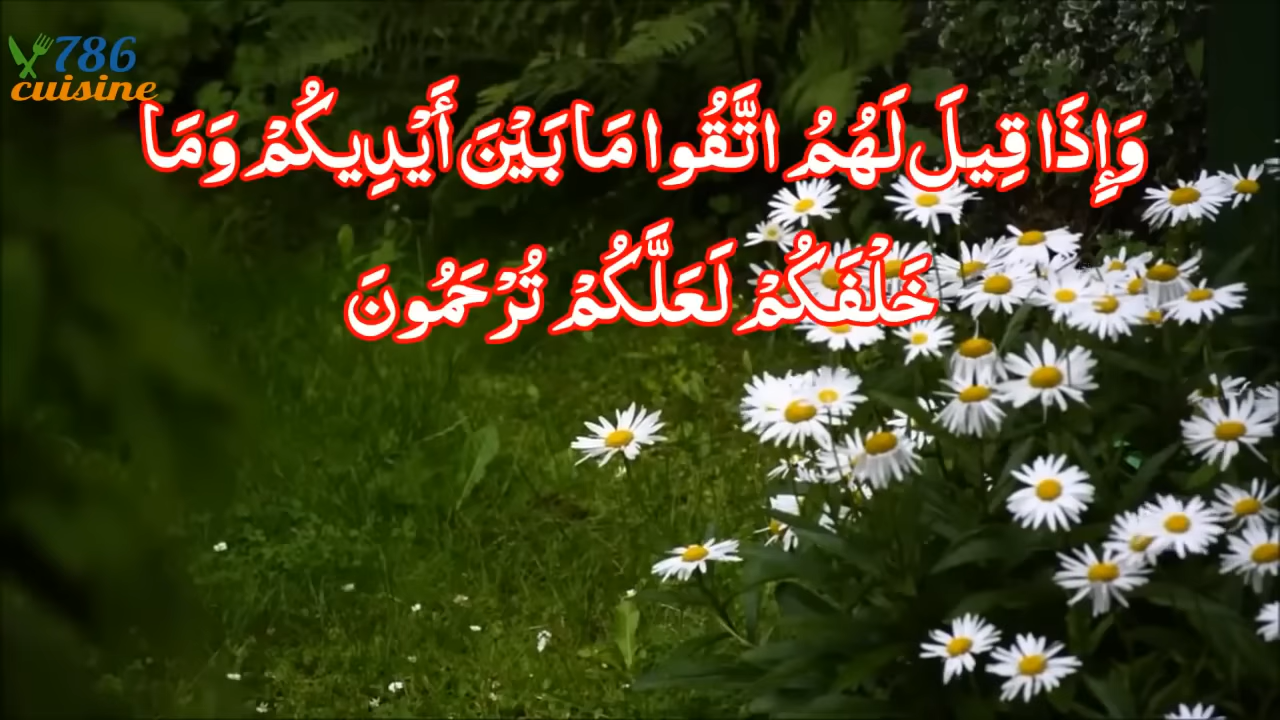 786
cuisine
وَإِذَا قِيلَ لَهُمُ اتَّقُوا مَا بَيْنَ أَيْدِيكُمْ وَمَا
خَلْفَكُمْ لَعَلَّكُمْ تُرْحَمُونَ